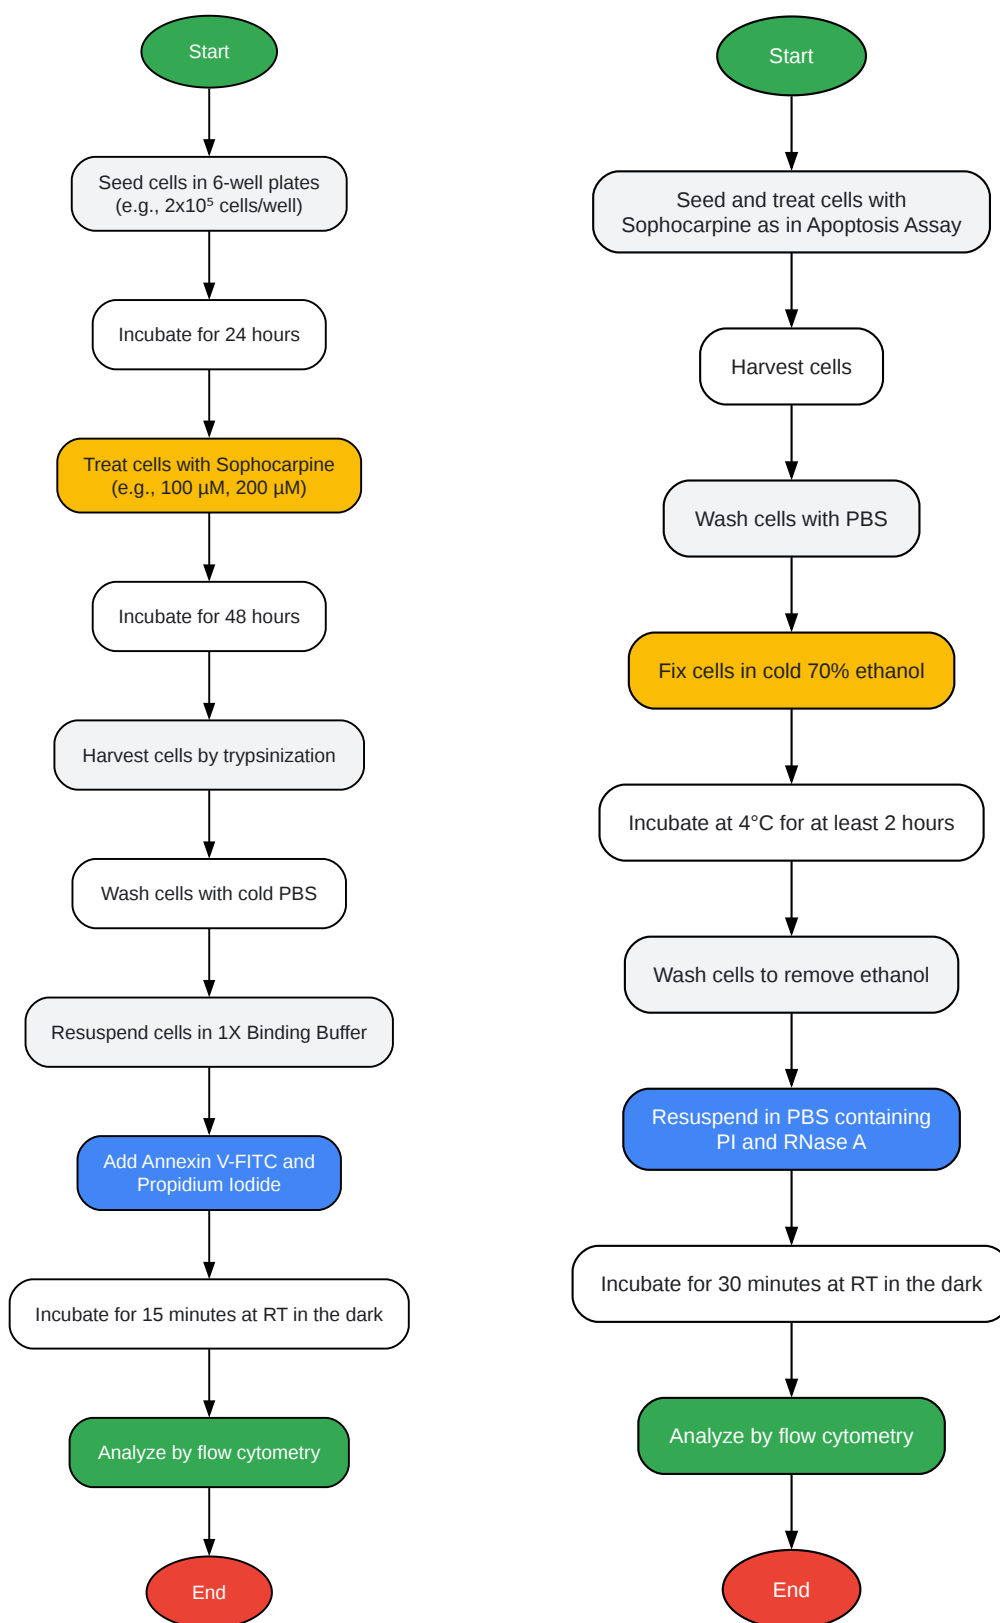 Start
Seed cells in 6-well plates
(e.g., 2x10⁵ cells/well)
Incubate for 24 hours
Treat cells with Sophocarpine
(e.g., 100 µM, 200 µM)
Incubate for 48 hours
Harvest cells by trypsinization
Wash cells with cold PBS
Resuspend cells in 1X Binding Buffer
Add Annexin V-FITC and
Propidium Iodide
Incubate for 15 minutes at RT in the dark
Analyze by flow cytometry
End
Start
Seed and treat cells with
Sophocarpine as in Apoptosis Assay
Harvest cells
Wash cells with PBS
Fix cells in cold 70% ethanol
Incubate at 4°C for at least 2 hours
Wash cells to remove ethanol
Resuspend in PBS containing
PI and RNase A
Incubate for 30 minutes at RT in the dark
Analyze by flow cytometry
End